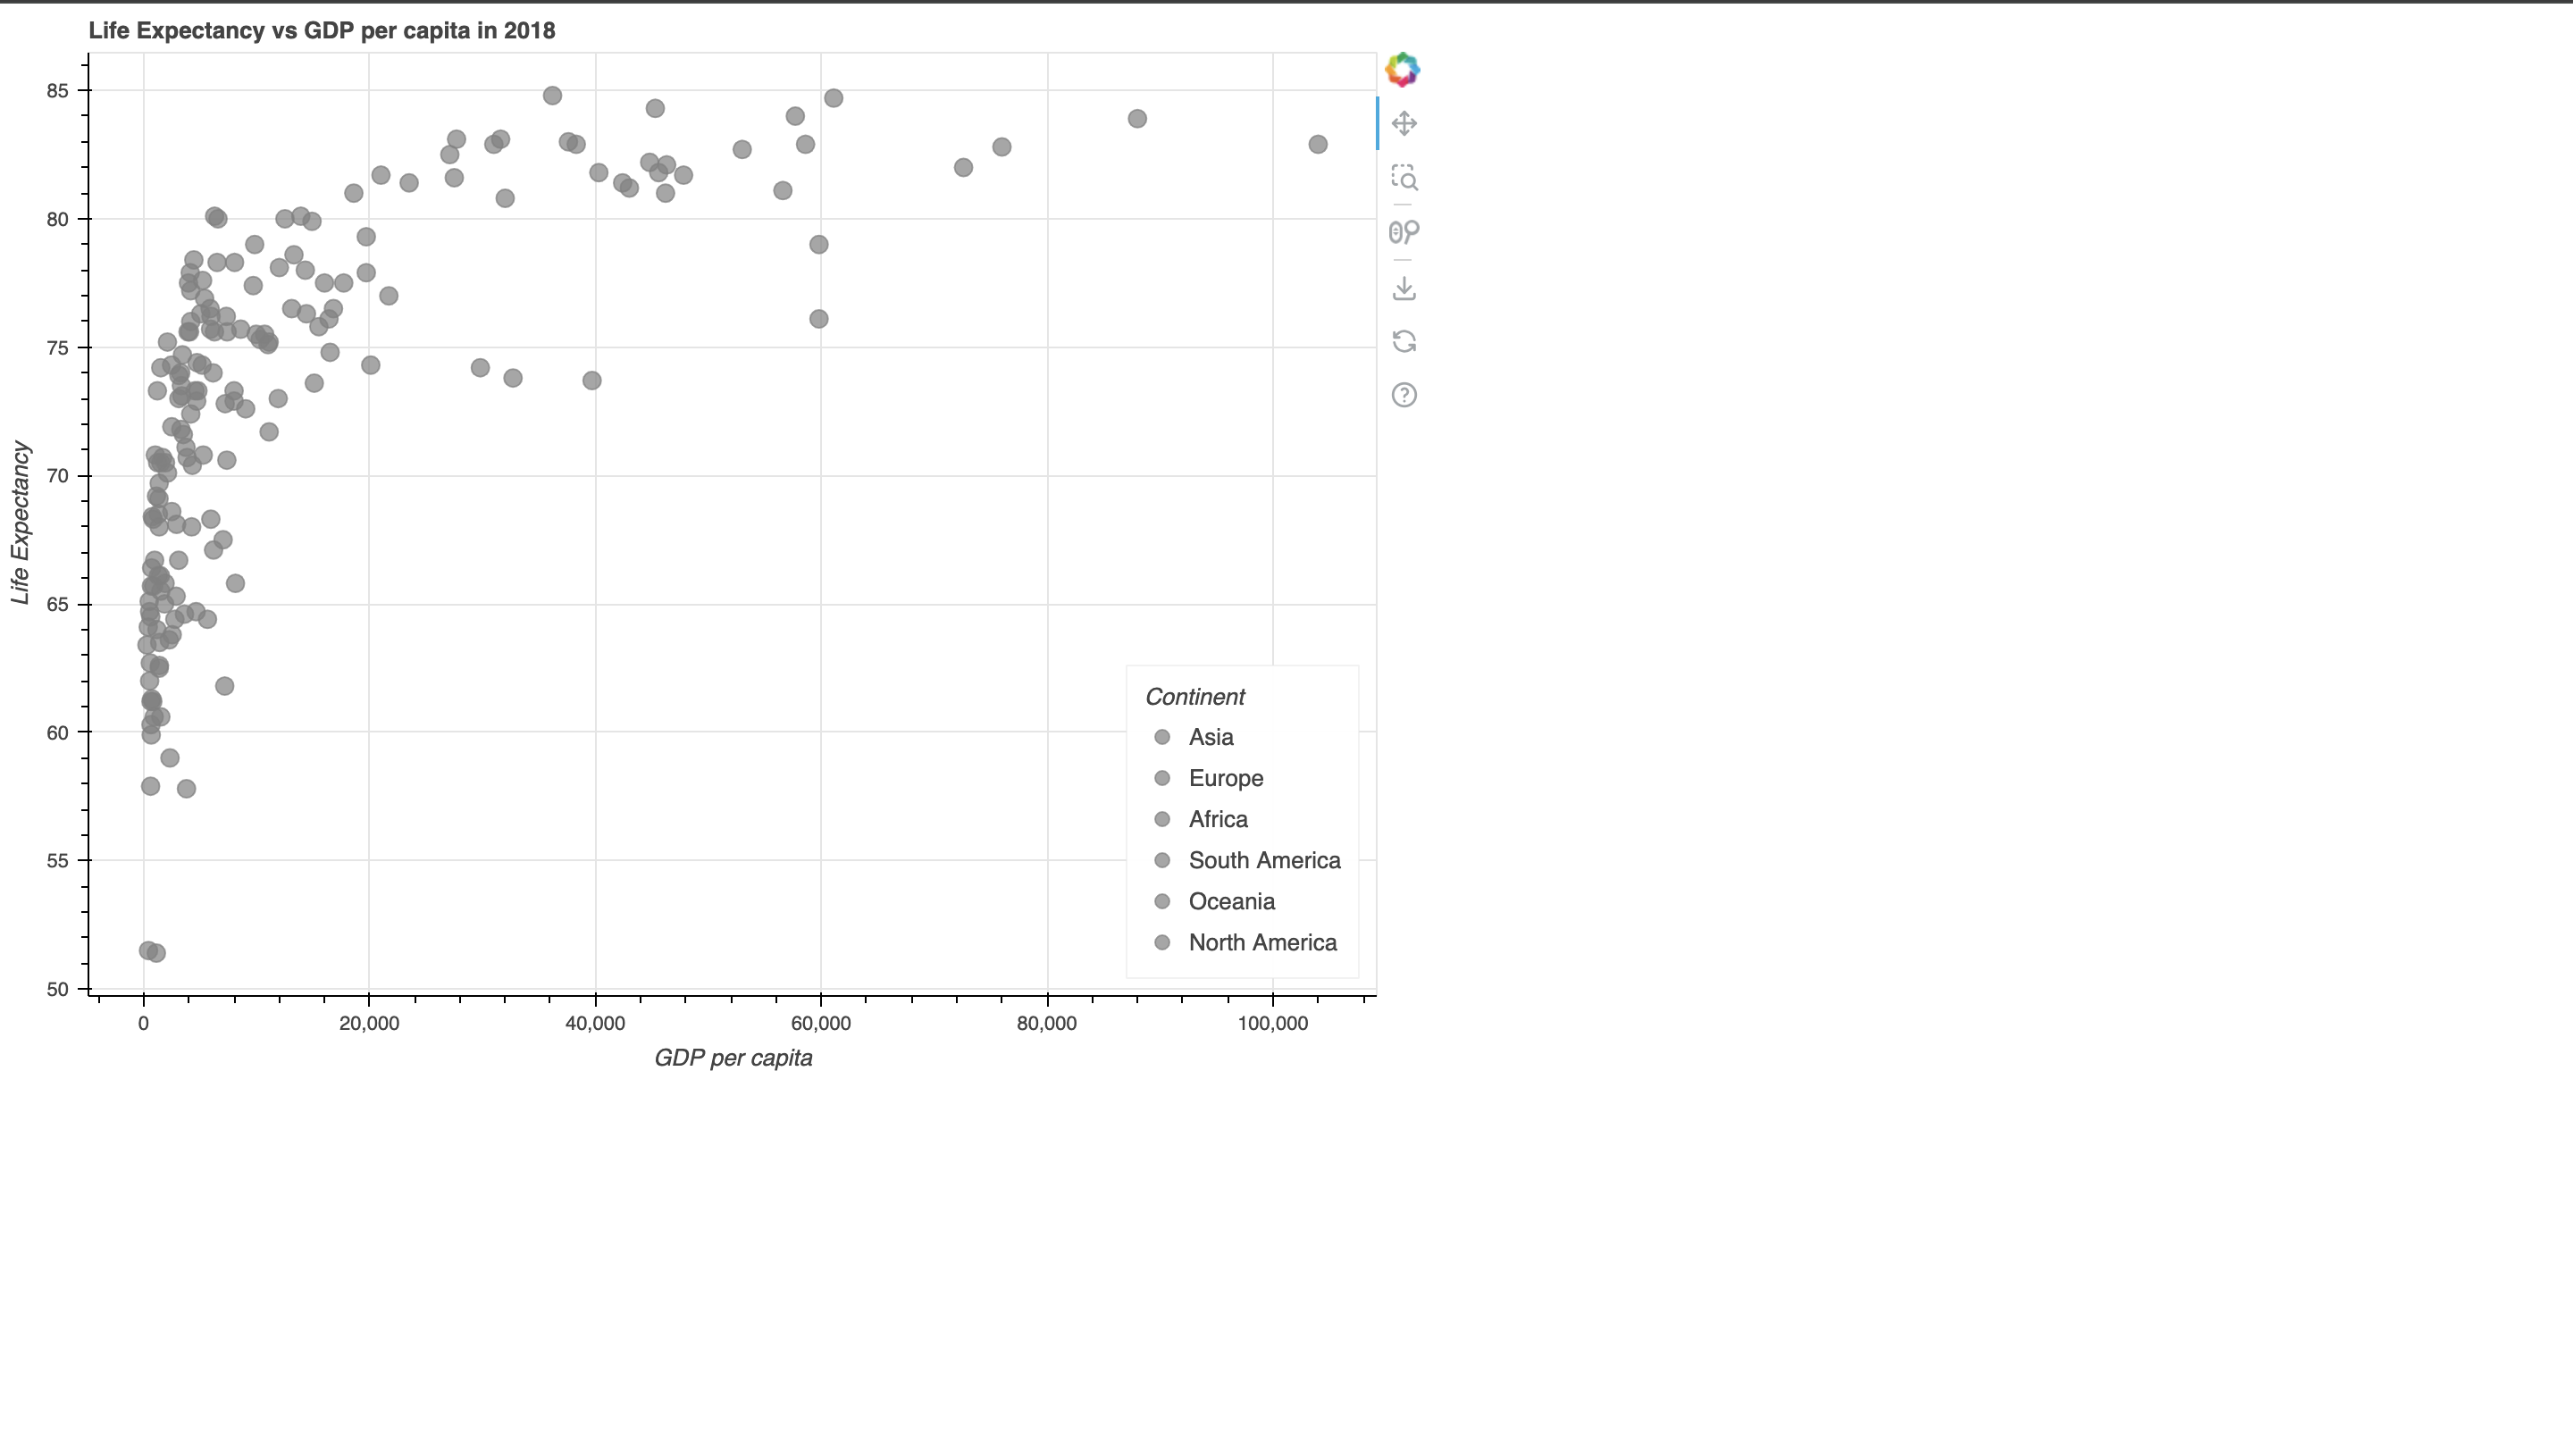 Life Expectancy vs GDP per capita in 2018
85
80
75
70
65
60
55
50
Life Expectancy
0 20,000 40,000 60,000 80,000 100,000
GDP per capita
Continent
Asia
Europe
Africa
South America
Oceania
North America